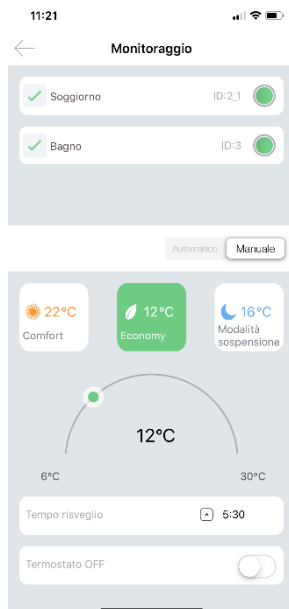 11:21
Monitoraggio
Soggiorno ID:2_1
Bagno ID:3
Automatico Manuale
22°C 12°C 16°C
Comfort Economy Modalità
sospensione
12°C
6°C 30°C
Tempo risveglio 5:30
Termostato OFF